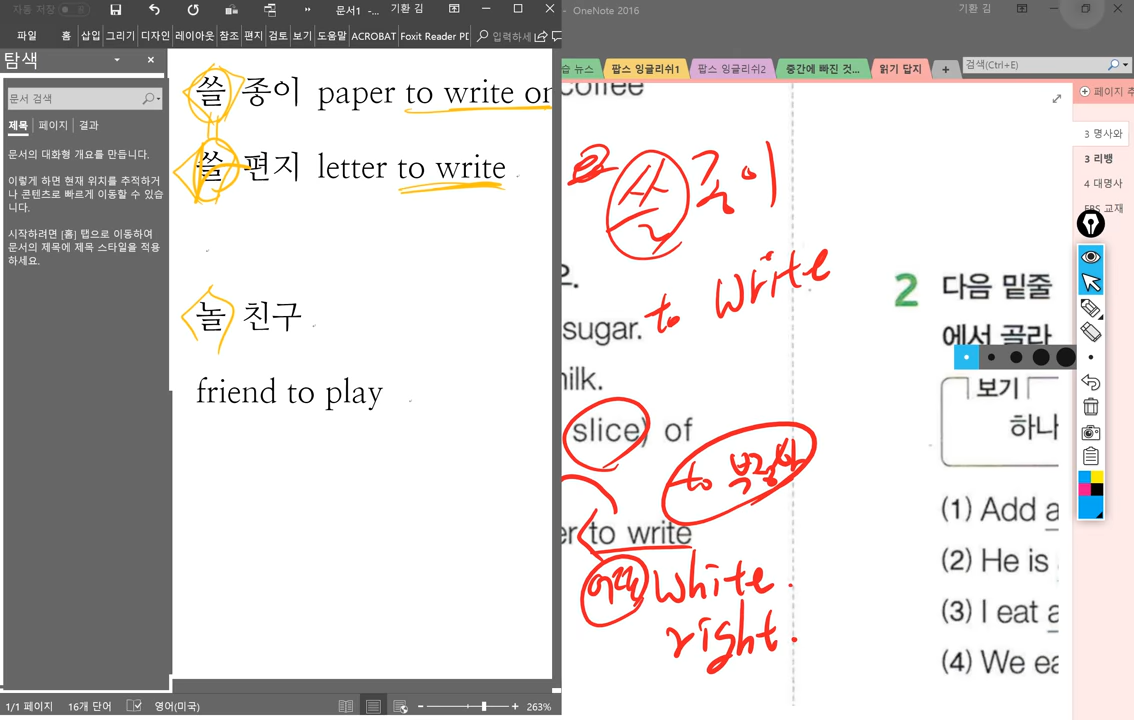 자동 저장
문서1 -...
기환 김
파일
홈
삽입
그리기
디자인
레이아웃
참조
편지
검토
보기
도움말
ACROBAT
Foxit Reader PD
입력하세
탐색
문서 검색
제목
페이지
결과
문서의 대화형 개요를 만듭니다.
이렇게 하면 현재 위치를 추적하거
나 콘텐츠로 빠르게 이동할 수 있습
니다.
시작하려면 [홈] 탭으로 이동하여
문서의 제목에 제목 스타일을 적용
하세요.
쓸 종이 paper to write on
쓸 편지 letter to write
놀 친구
friend to play
1/1 페이지
16개 단어
영어(미국)
263%
- OneNote 2016
기환 김
습 뉴스
팝스 잉글리쉬1
팝스 잉글리쉬2
중간에 빠진 것...
읽기 답지
검색(Ctrl+E)
페이지 추
3 명사와
3 리뱅
4 대명사
EBS 교재
coffee
종이
to write
sugar.
milk.
(slice) of
to
er to write
white.
right.
2 다음 밑줄
에서 골라
보기
하나
(1) Add a
(2) He is
(3) I eat a
(4) We ea